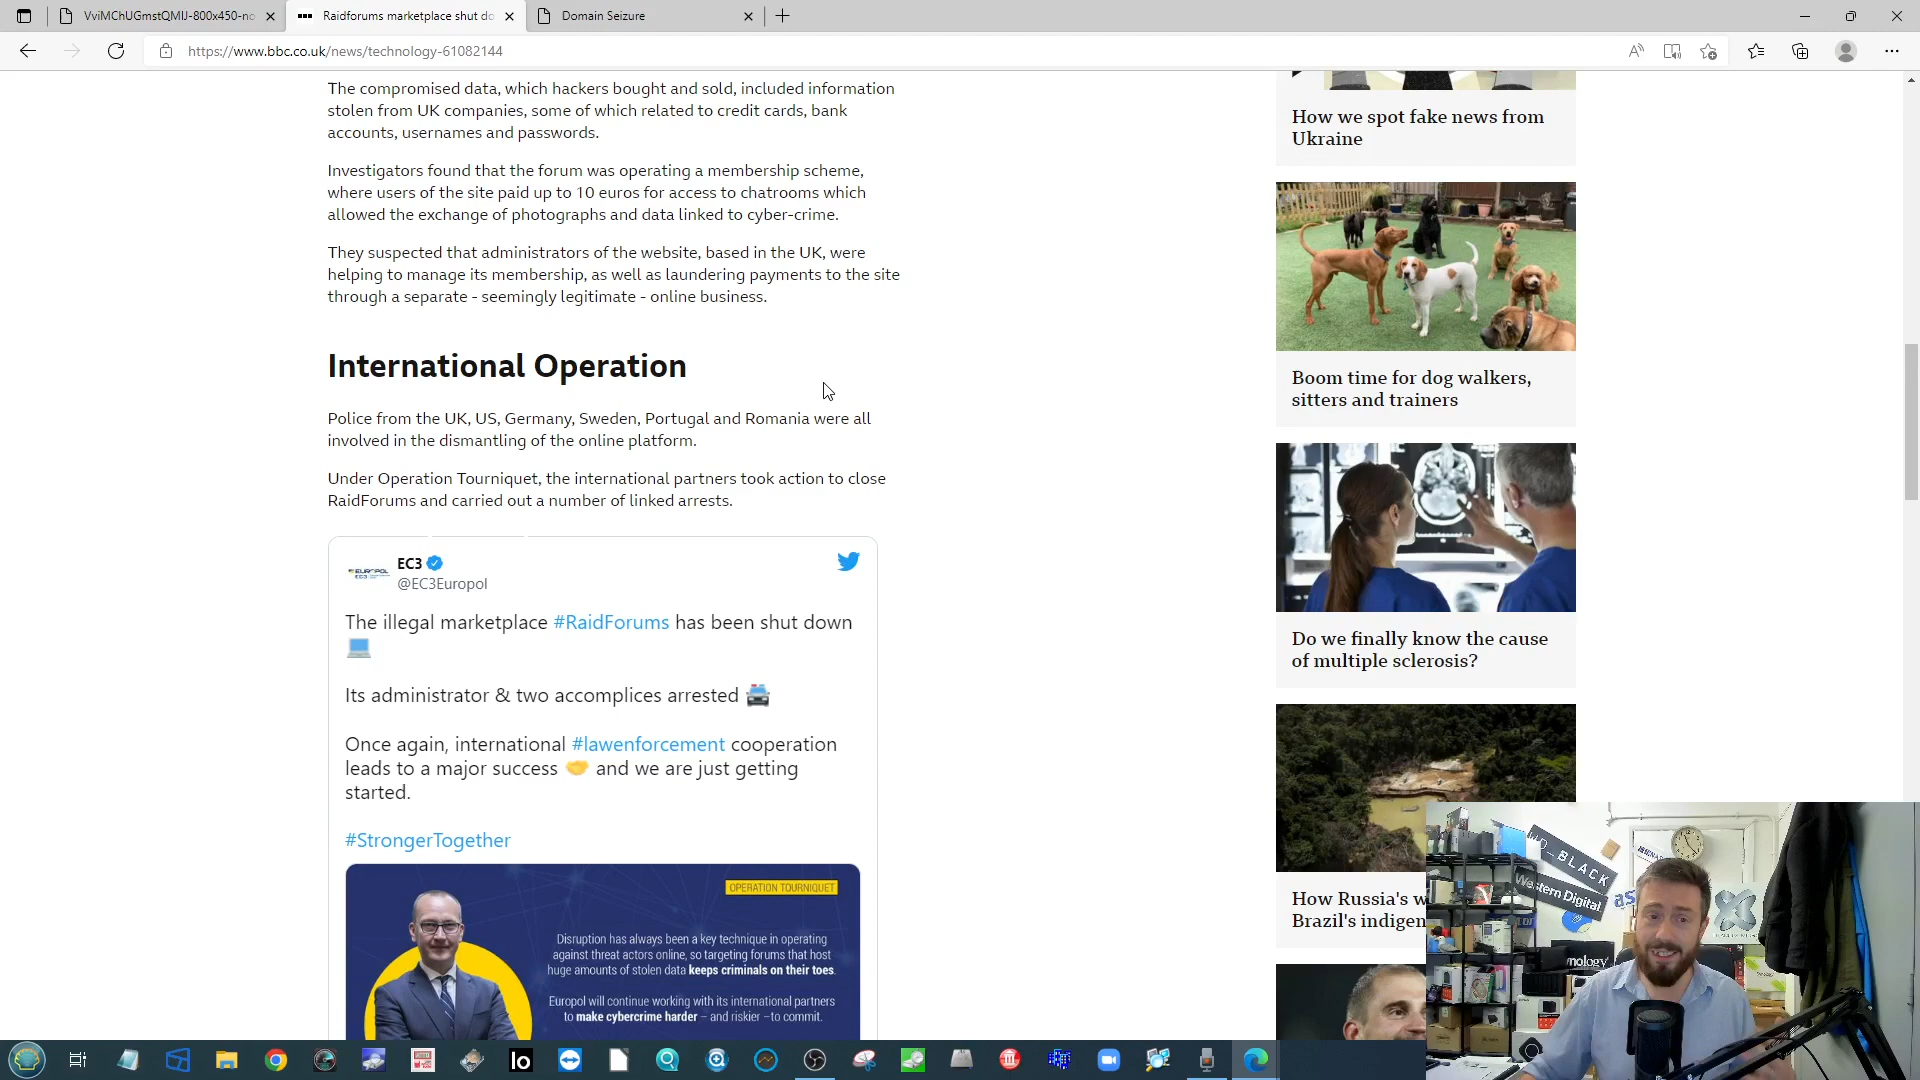 VviMChUGmstQMIJ-800x450-no
Raidforums marketplace shut do
Domain Seizure
https://www.bbc.co.uk/news/technology-61082144
The compromised data, which hackers bought and sold, included information
stolen from UK companies, some of which related to credit cards, bank
accounts, usernames and passwords.
Investigators found that the forum was operating a membership scheme,
where users of the site paid up to 10 euros for access to chatrooms which
allowed the exchange of photographs and data linked to cyber-crime.
They suspected that administrators of the website, based in the UK, were
helping to manage its membership, as well as laundering payments to the site
through a separate - seemingly legitimate - online business.
International Operation
Police from the UK, US, Germany, Sweden, Portugal and Romania were all
involved in the dismantling of the online platform.
Under Operation Tourniquet, the international partners took action to close
RaidForums and carried out a number of linked arrests.
EUROPOL
EC3
EC3
@EC3Europol
The illegal marketplace #RaidForums has been shut down
Its administrator & two accomplices arrested
Once again, international #lawenforcement cooperation
leads to a major success 🤝 and we are just getting
started.
#StrongerTogether
OPERATION TOURNIQUET
Disruption has always been a key technique in operating
against threat actors online, so targeting forums that host
huge amounts of stolen data keeps criminals on their toes.
Europol will continue working with its international partners
to make cybercrime harder – and riskier –to commit.
How we spot fake news from
Ukraine
Boom time for dog walkers,
sitters and trainers
Do we finally know the cause
of multiple sclerosis?
How Russia's w
Brazil's indigen
WD_BLACK
Western Digital
as
nology
Io